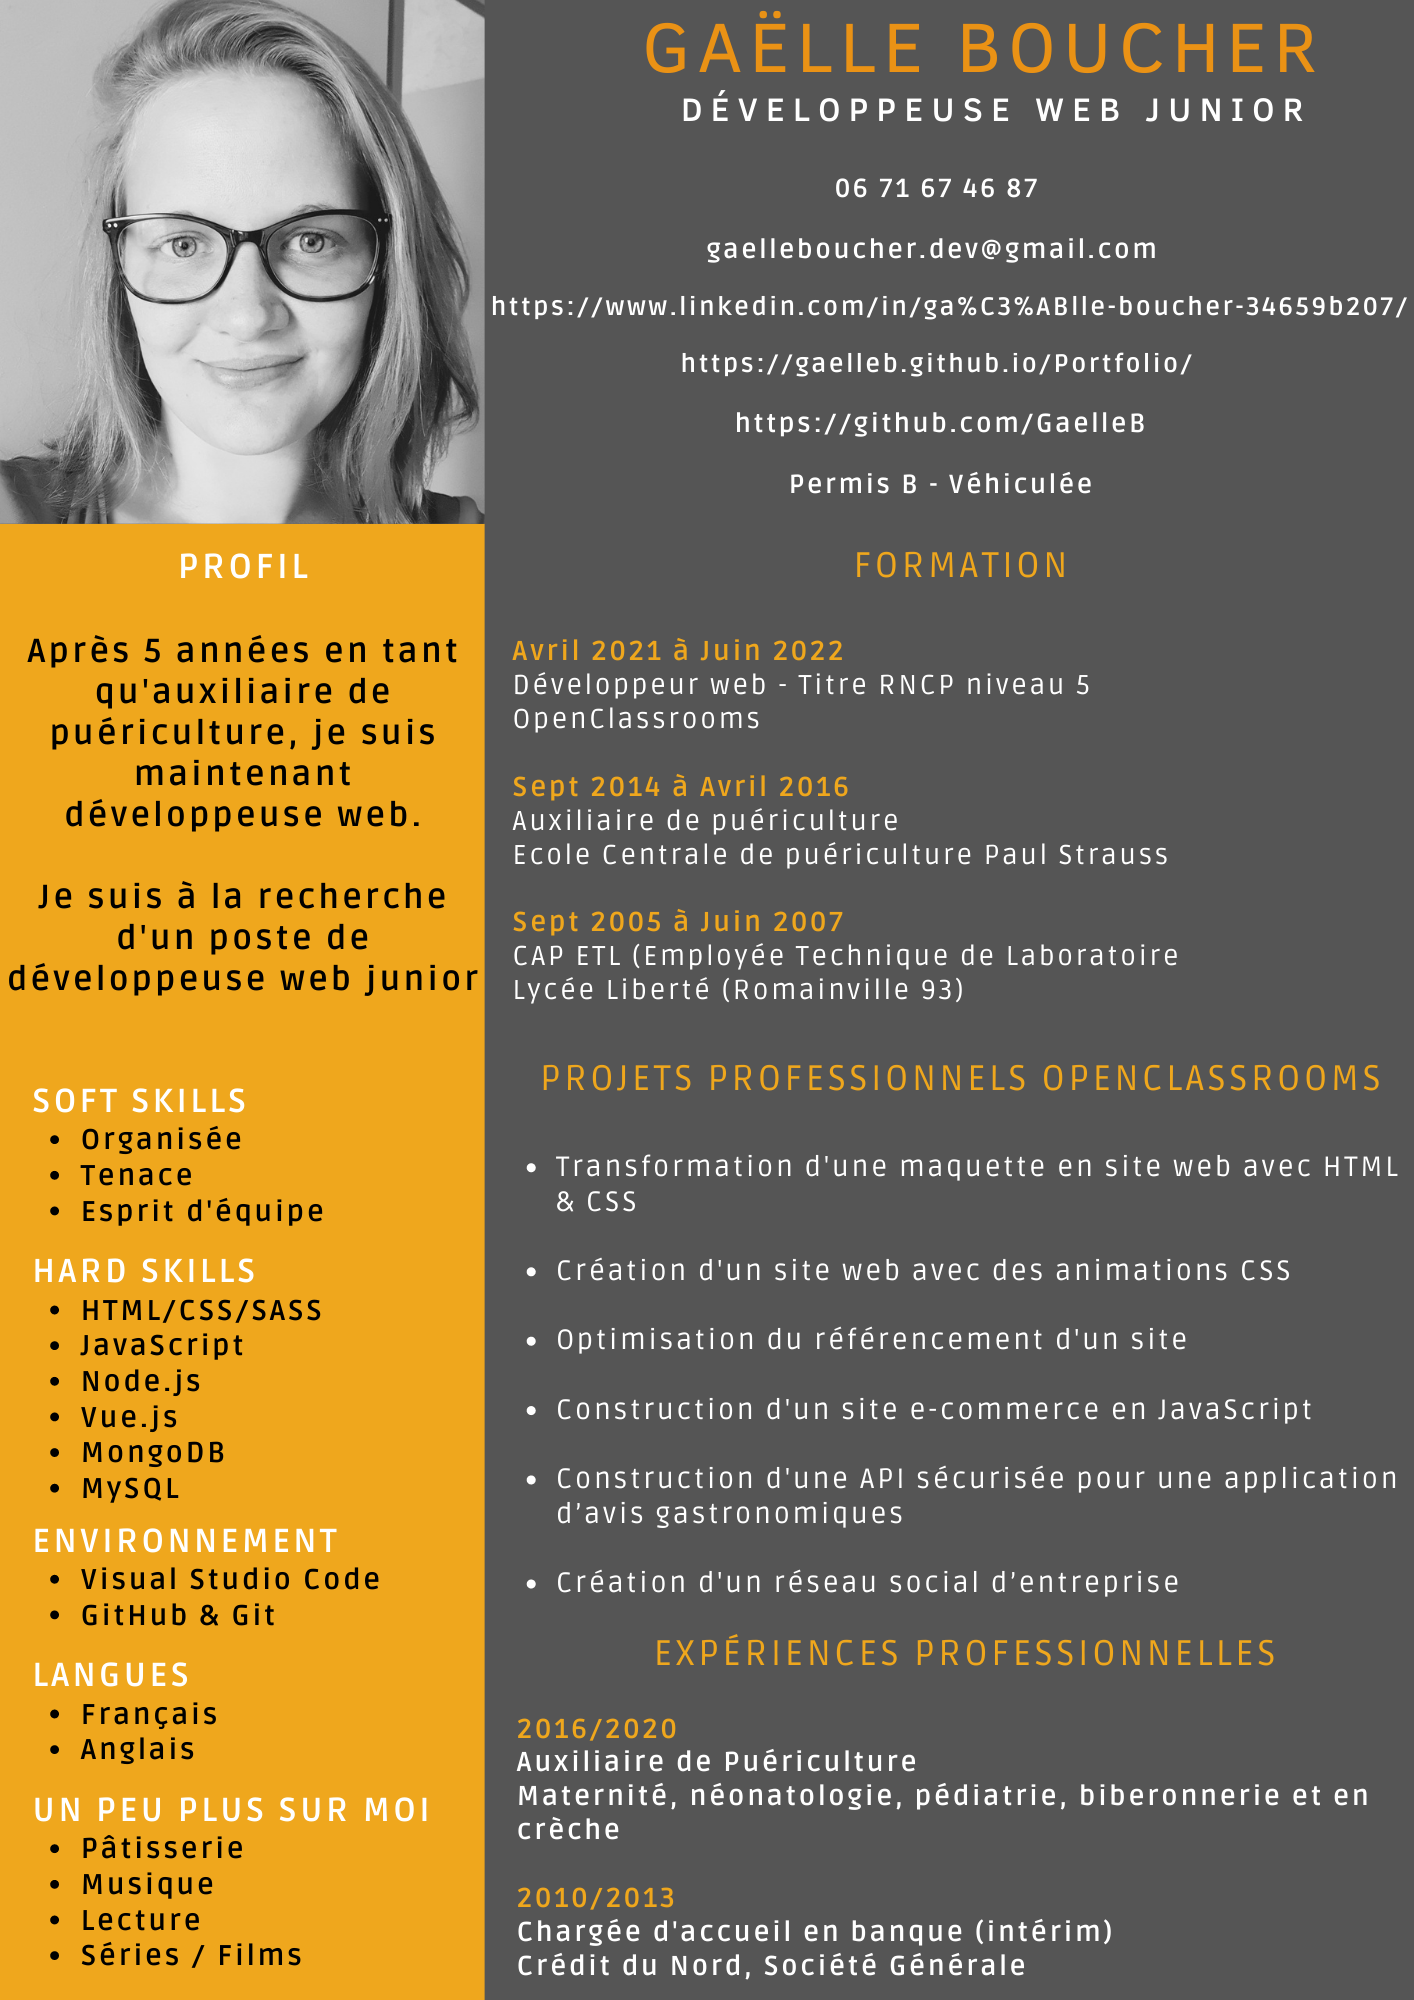 GAËLLE BOUCHER
DÉVELOPPEUSE WEB JUNIOR
06 71 67 46 87
gaelleboucher.dev@gmail.com
https://www.linkedin.com/in/ga%C3%ABlle-boucher-34659b207/
https://gaelleb.github.io/Portfolio/
https://github.com/GaelleB
Permis B - Véhiculée
PROFIL
Après 5 années en tant
qu'auxiliaire de
puériculture, je suis
maintenant
développeuse web.
Je suis à la recherche
d'un poste de
développeuse web junior
SOFT SKILLS
• Organisée
• Tenace
• Esprit d'équipe
HARD SKILLS
• HTML/CSS/SASS
• JavaScript
• Node.js
• Vue.js
• MongoDB
• MySQL
ENVIRONNEMENT
• Visual Studio Code
• GitHub & Git
LANGUES
• Français
• Anglais
UN PEU PLUS SUR MOI
• Pâtisserie
• Musique
• Lecture
• Séries / Films
FORMATION
Avril 2021 à Juin 2022
Développeur web - Titre RNCP niveau 5
OpenClassrooms
Sept 2014 à Avril 2016
Auxiliaire de puériculture
Ecole Centrale de puériculture Paul Strauss
Sept 2005 à Juin 2007
CAP ETL (Employée Technique de Laboratoire
Lycée Liberté (Romainville 93)
PROJETS PROFESSIONNELS OPENCLASSROOMS
• Transformation d'une maquette en site web avec HTML
& CSS
• Création d'un site web avec des animations CSS
• Optimisation du référencement d'un site
• Construction d'un site e-commerce en JavaScript
• Construction d'une API sécurisée pour une application
d’avis gastronomiques
• Création d'un réseau social d’entreprise
EXPÉRIENCES PROFESSIONNELLES
2016/2020
Auxiliaire de Puériculture
Maternité, néonatologie, pédiatrie, biberonnerie et en
crèche
2010/2013
Chargée d'accueil en banque (intérim)
Crédit du Nord, Société Générale